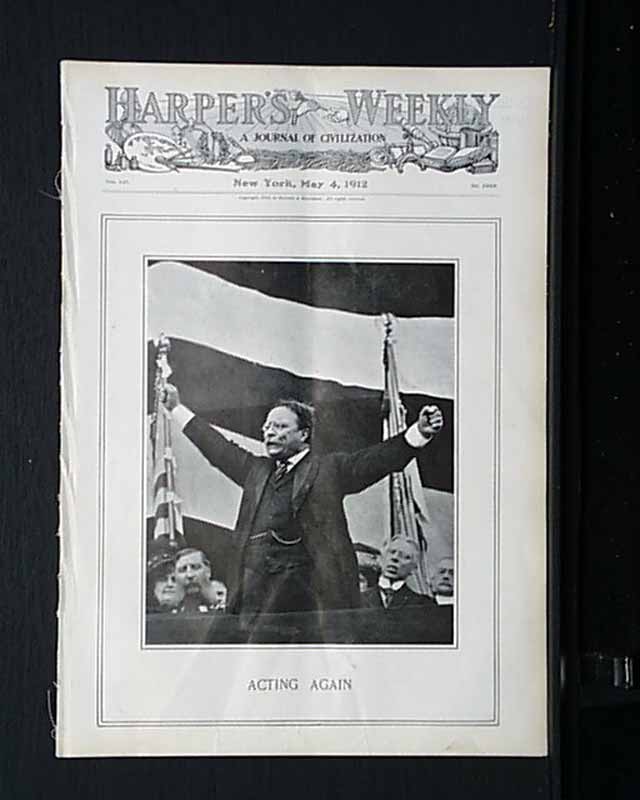 HARPER'S WEEKLY
A JOURNAL OF CIVILIZATION
New York, May 4, 1912
ACTING AGAIN